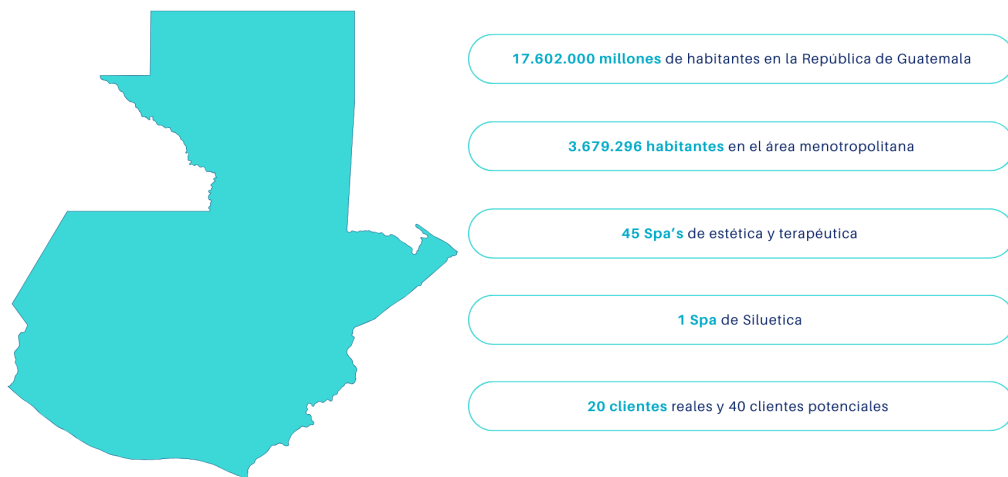 17.602.000 millones de habitantes en la República de Guatemala
3.679.296 habitantes en el área menotropolitana
45 Spa's de estética y terapéutica
1 Spa de Siluetica
20 clientes reales y 40 clientes potenciales